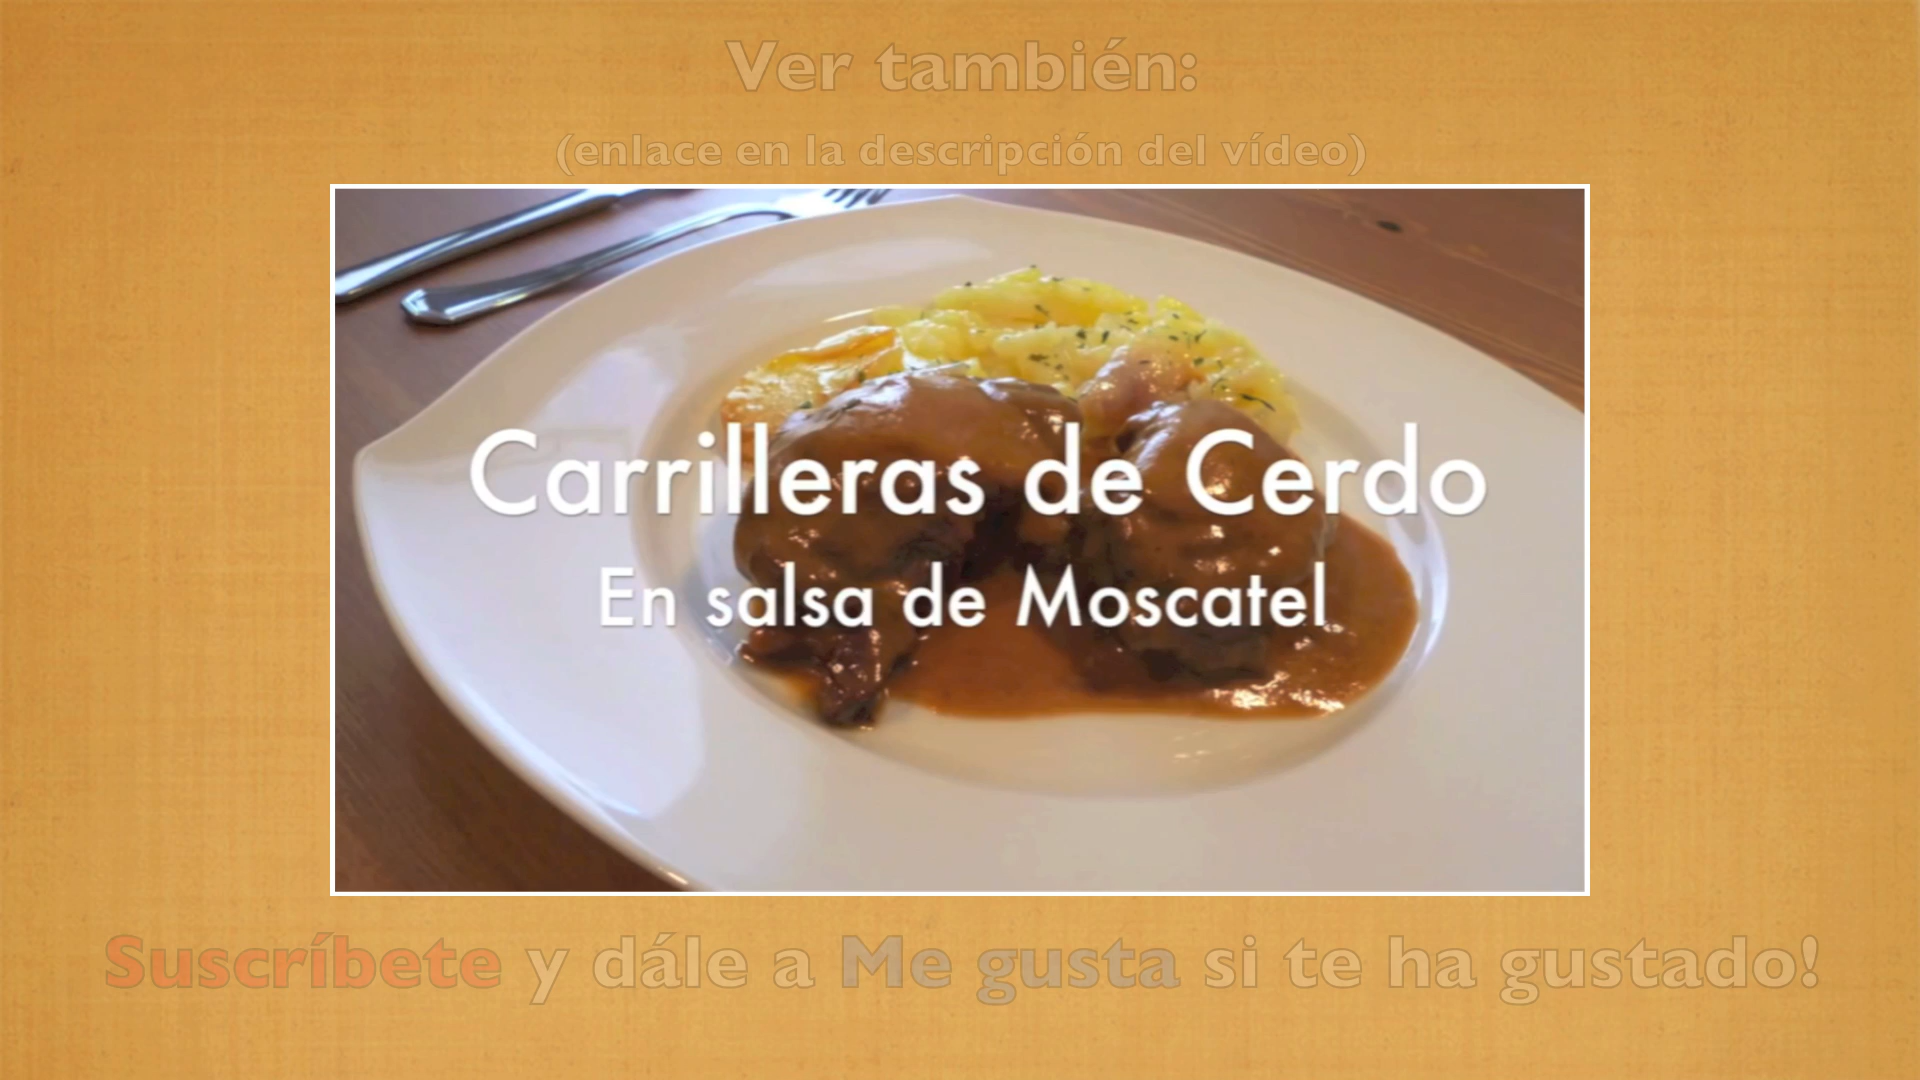 Ver también:
(enlace en la descripción del vídeo)
Carrilleras de Cerdo
En salsa de Moscatel
Suscríbete y dále a Me gusta si te ha gustado!